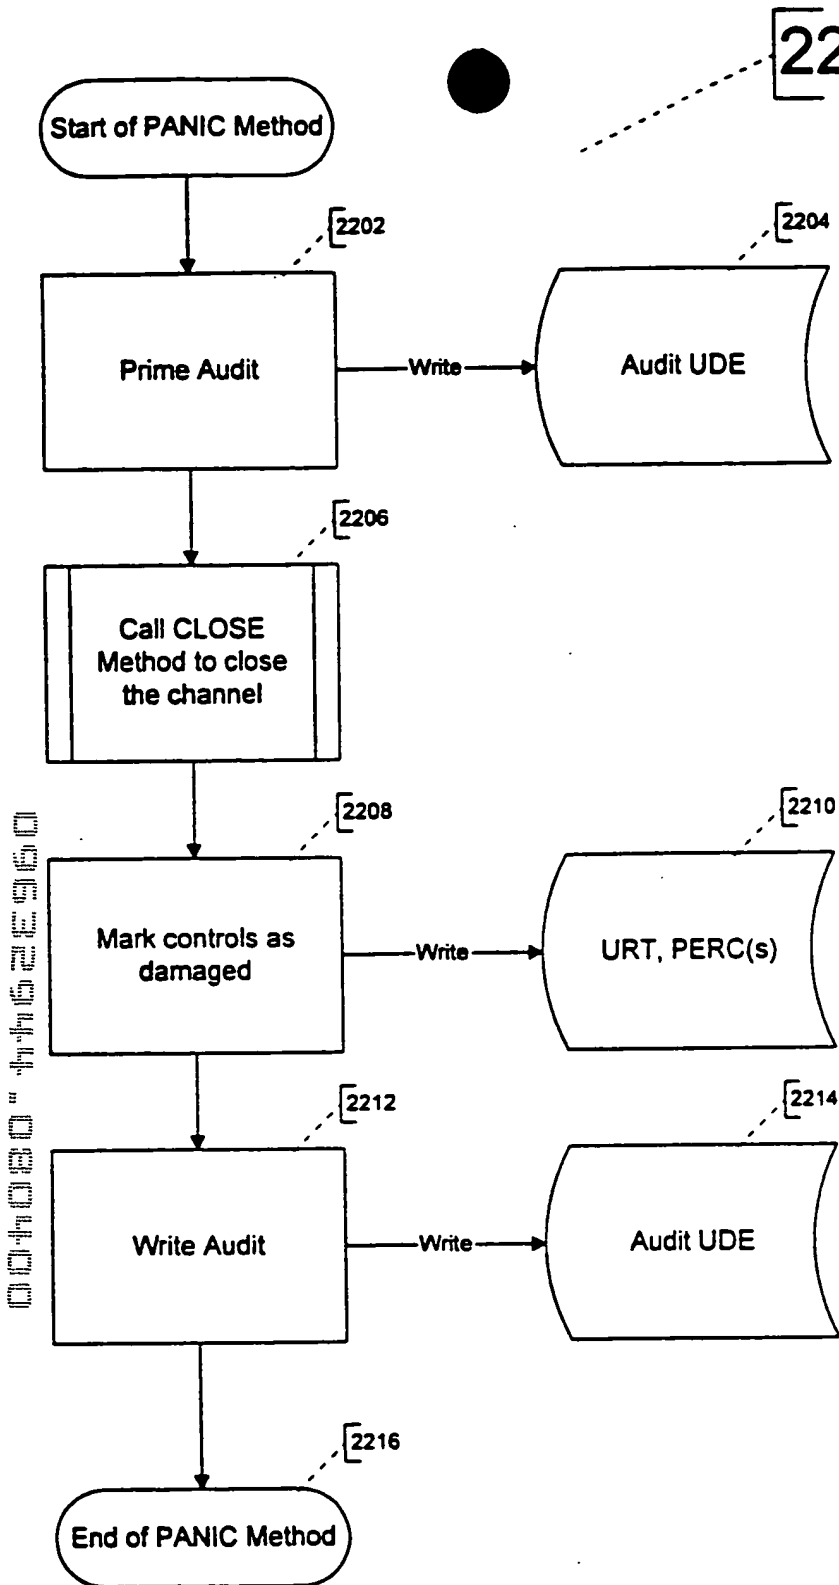 22
Start of PANIC Method
2202
2204
Prime Audit
Write
Audit UDE
2206
Call CLOSE
Method to close
the channel
2208
2210
Mark controls as
damaged
Write
URT, PERC(s)
2212
2214
Write Audit
Write
Audit UDE
2216
End of PANIC Method
09632944.080400